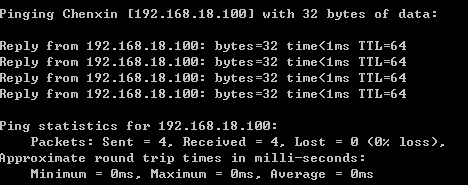 Pinging Chenxin [192.168.18.100] with 32 bytes of data:
Reply from 192.168.18.100: bytes=32 time<1ms TTL=64
Reply from 192.168.18.100: bytes=32 time<1ms TTL=64
Reply from 192.168.18.100: bytes=32 time<1ms TTL=64
Reply from 192.168.18.100: bytes=32 time<1ms TTL=64
Ping statistics for 192.168.18.100:
Packets: Sent = 4, Received = 4, Lost = 0 (0% loss),
Approximate round trip times in milli-seconds:
Minimum = 0ms, Maximum = 0ms, Average = 0ms